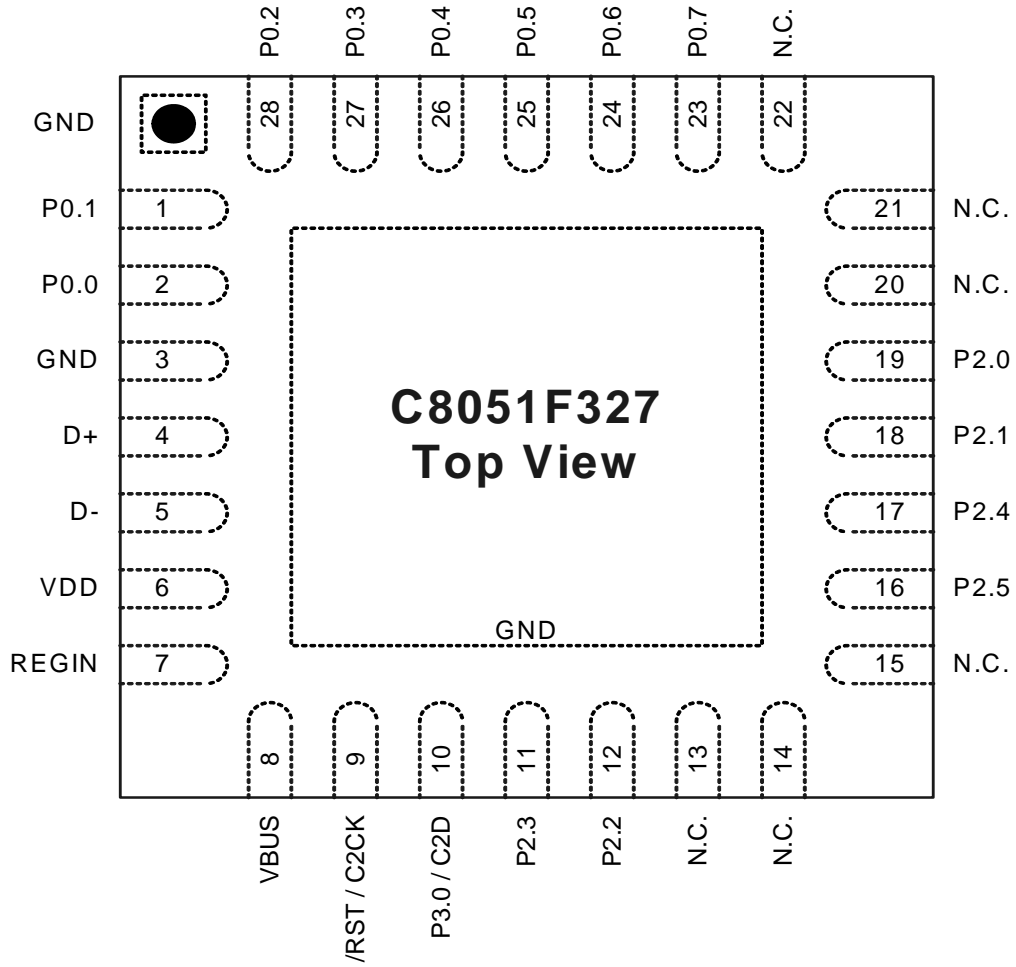 P0.2
P0.3
P0.4
P0.5
P0.6
P0.7
N.C.
28
27
26
25
24
23
22
GND
P0.1 1
P0.0 2
GND 3
D+ 4
D- 5
VDD 6
REGIN 7
C8051F327
Top View
GND
21 N.C.
20 N.C.
19 P2.0
18 P2.1
17 P2.4
16 P2.5
15 N.C.
8
9
10
11
12
13
14
VBUS
/RST / C2CK
P3.0 / C2D
P2.3
P2.2
N.C.
N.C.